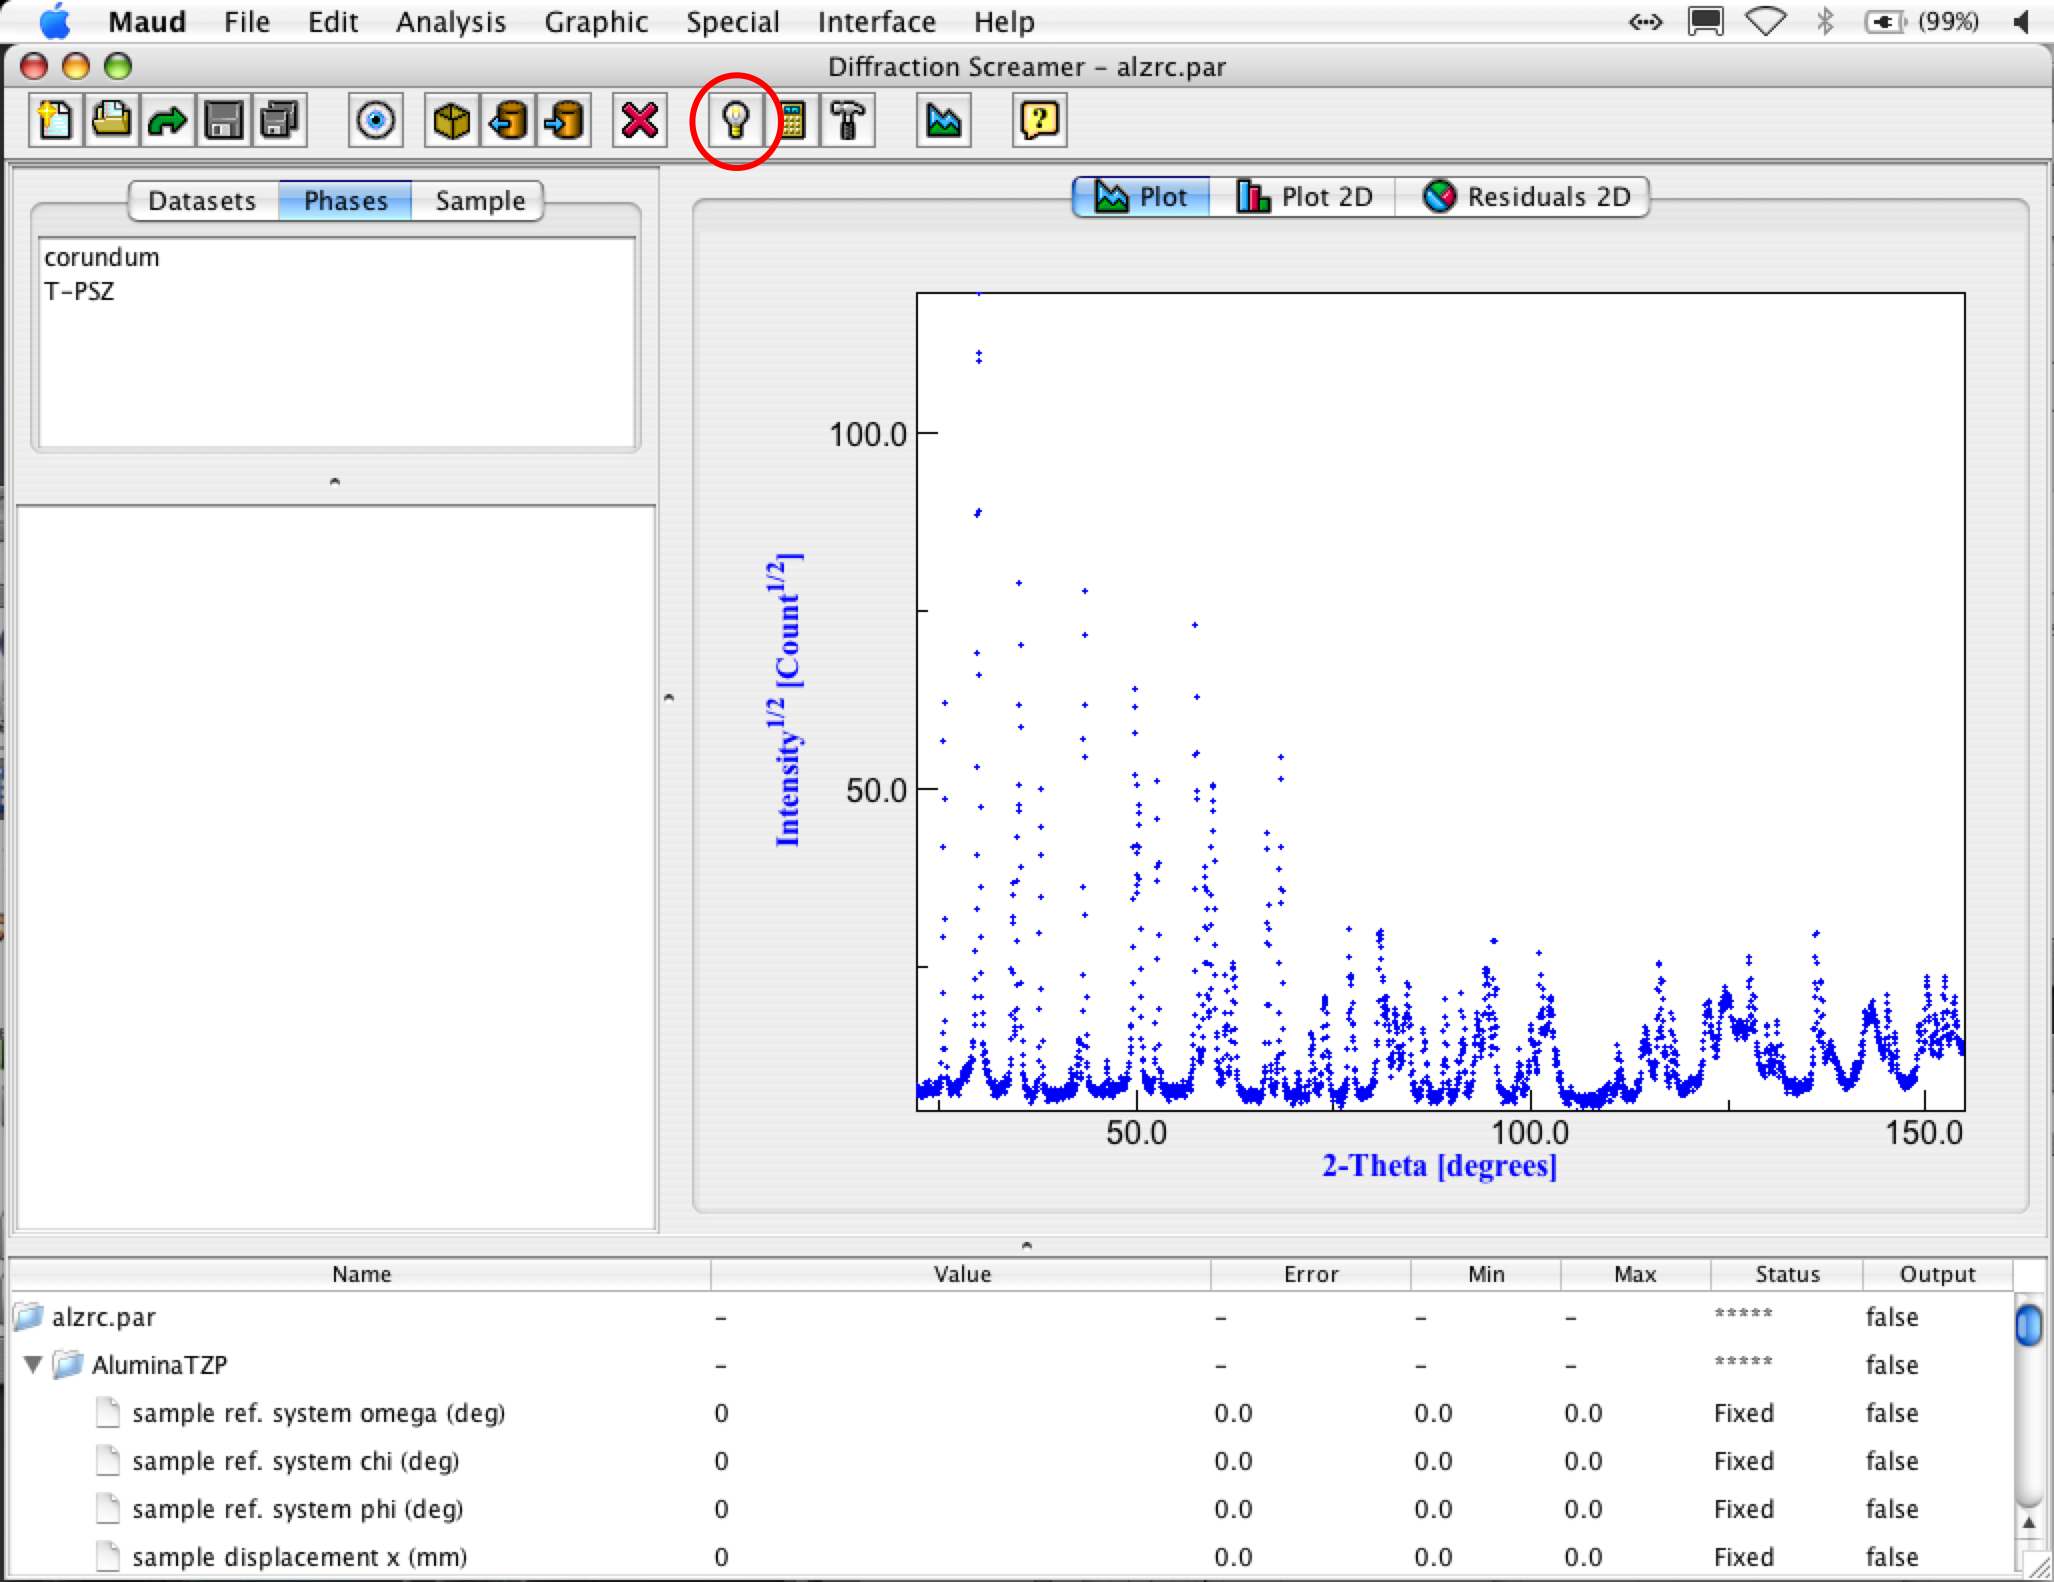 Maud File Edit Analysis Graphic Special Interface Help (99%)
Diffraction Screamer – alzrc.par
Datasets Phases Sample
corundum
T-PSZ
Plot Plot 2D Residuals 2D
100.0
50.0
Intensity1/2 [Count1/2]
50.0 100.0 150.0
2-Theta [degrees]
Name Value Error Min Max Status Output
alzrc.par – – – – ***** false
AluminaTZP – – – – ***** false
sample ref. system omega (deg) 0 0.0 0.0 0.0 Fixed false
sample ref. system chi (deg) 0 0.0 0.0 0.0 Fixed false
sample ref. system phi (deg) 0 0.0 0.0 0.0 Fixed false
sample displacement x (mm) 0 0.0 0.0 0.0 Fixed false